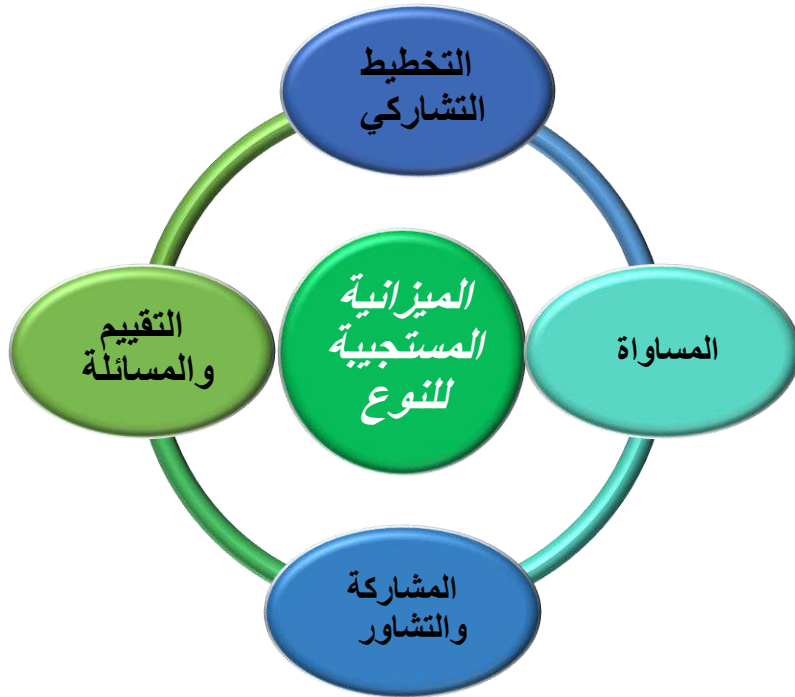 التخطيط
التشاركي
الميزانية
المستجيبة
للنوع
المساواة
التقييم
والمسائلة
المشاركة
والتشاور